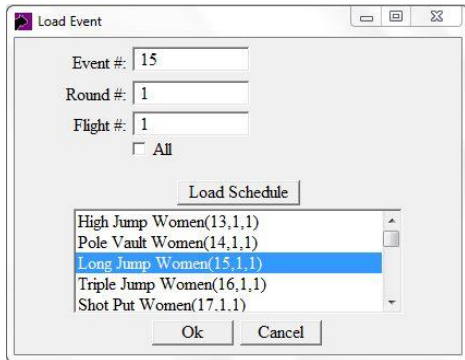 Load Event
Event #: 15
Round #: 1
Flight #: 1
All
Load Schedule
High Jump Women(13,1,1)
Pole Vault Women(14,1,1)
Long Jump Women(15,1,1)
Triple Jump Women(16,1,1)
Shot Put Women(17,1,1)
Ok Cancel